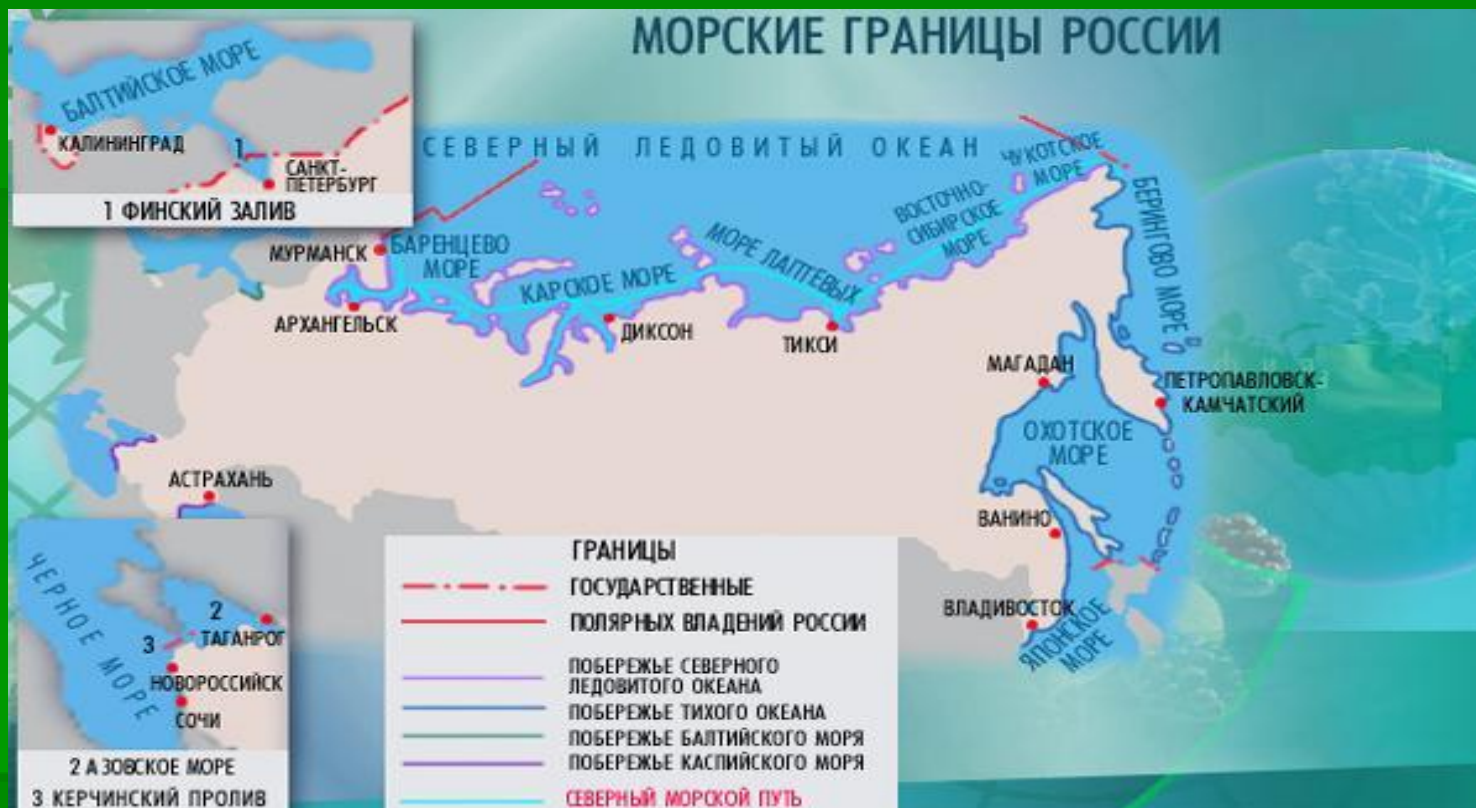 МОРСКИЕ ГРАНИЦЫ РОССИИ
БАЛТИЙСКОЕ МОРЕ
КАЛИНИНГРАД
1
САНКТ-
ПЕТЕРБУРГ
1 ФИНСКИЙ ЗАЛИВ
СЕВЕРНЫЙ ЛЕДОВИТЫЙ ОКЕАН
ЧУКОТСКОЕ
МОРЕ
БЕРИНГОВО МОРЕ
ВОСТОЧНО-
СИБИРСКОЕ
МОРЕ
МОРЕ ЛАПТЕВЫХ
КАРСКОЕ МОРЕ
БАРЕНЦЕВО
МОРЕ
МУРМАНСК
АРХАНГЕЛЬСК
ДИКСОН
ТИКСИ
МАГАДАН
ПЕТРОПАВЛОВСК-
КАМЧАТСКИЙ
ОХОТСКОЕ
МОРЕ
АСТРАХАНЬ
ВАНИНО
ВЛАДИВОСТОК
ЯПОНСКОЕ
МОРЕ
ЧЕРНОЕ МОРЕ
2
ТАГАНРОГ
3
НОВОРОССИЙСК
СОЧИ
2 АЗОВСКОЕ МОРЕ
3 КЕРЧИНСКИЙ ПРОЛИВ
ГРАНИЦЫ
ГОСУДАРСТВЕННЫЕ
ПОЛЯРНЫХ ВЛАДЕНИЙ РОССИИ
ПОБЕРЕЖЬЕ СЕВЕРНОГО
ЛЕДОВИТОГО ОКЕАНА
ПОБЕРЕЖЬЕ ТИХОГО ОКЕАНА
ПОБЕРЕЖЬЕ БАЛТИЙСКОГО МОРЯ
ПОБЕРЕЖЬЕ КАСПИЙСКОГО МОРЯ
СЕВЕРНЫЙ МОРСКОЙ ПУТЬ